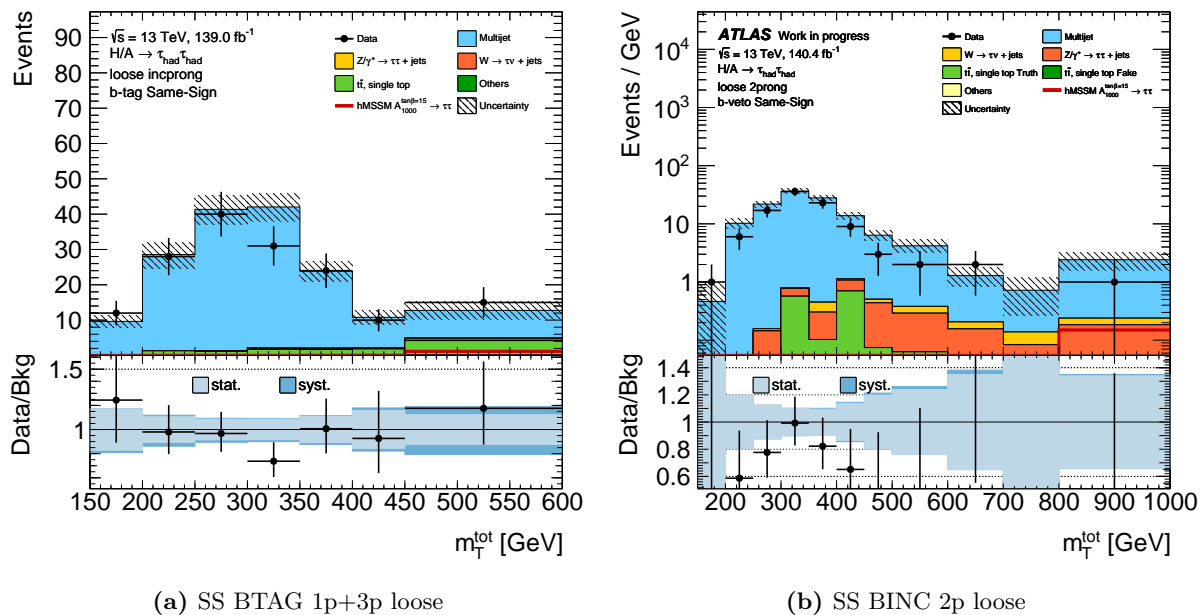 Events
90
80
70
60
50
40
30
20
10
√s = 13 TeV, 139.0 fb⁻¹
H/A → τhadτhad
loose incprong
b-tag Same-Sign
Data
Multijet
Z/γ* → ττ + jets
W → τν + jets
tt̄, single top
Others
hMSSM A₁₀₀₀^tanβ=15 → ττ
Uncertainty
Data/Bkg
1.5
1
stat.
syst.
150 200 250 300 350 400 450 500 550 600
m_T^tot [GeV]
(a) SS BTAG 1p+3p loose
Events / GeV
10⁴
10³
10²
10
1
ATLAS Work in progress
√s = 13 TeV, 140.4 fb⁻¹
H/A → τhadτhad
loose 2prong
b-veto Same-Sign
Data
Multijet
W → τν + jets
Z/γ* → ττ + jets
tt̄, single top Truth
tt̄, single top Fake
Others
hMSSM A₁₀₀₀^tanβ=15 → ττ
Uncertainty
Data/Bkg
1.4
1.2
1
0.8
0.6
stat.
syst.
200 300 400 500 600 700 800 900 1000
m_T^tot [GeV]
(b) SS BINC 2p loose